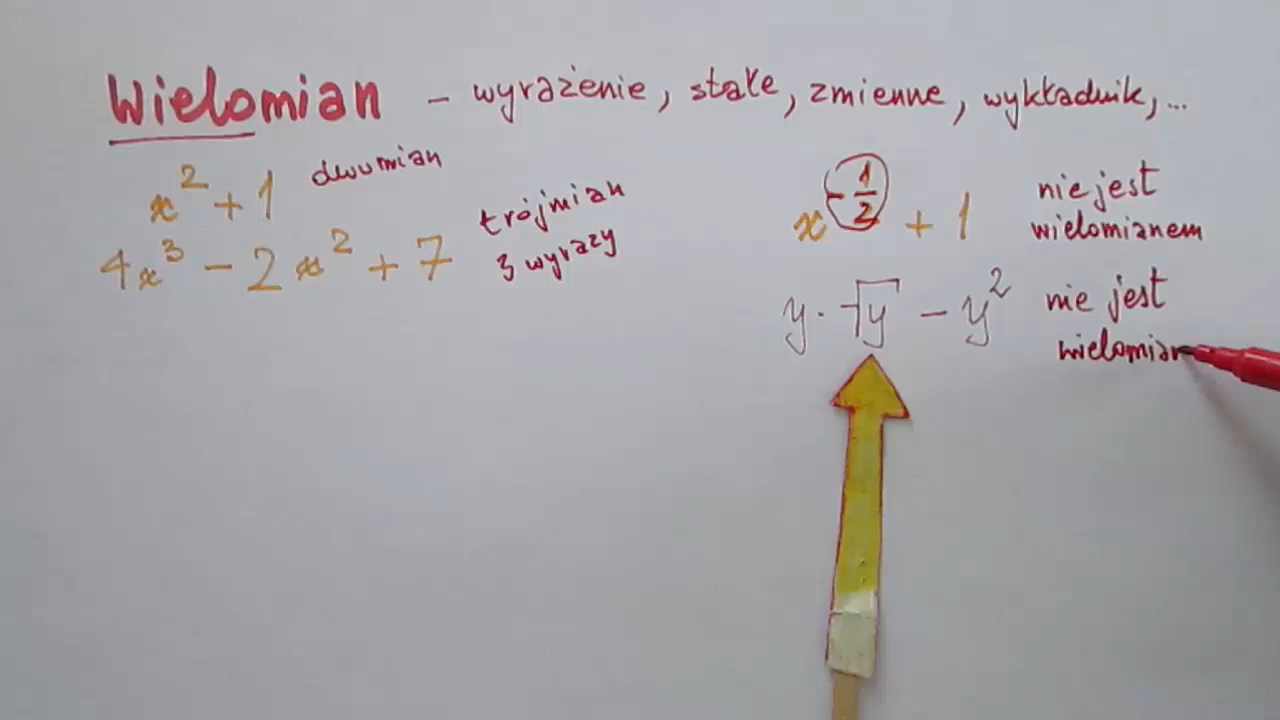 Wielomian - wyrażenie, stałe, zmienne, wykładnik, ...
x² + 1 dwumian
4x³ - 2x² + 7 trójmian
3 wyrazy
x^(-1/2) + 1 nie jest
wielomianem
y · √y - y² nie jest
wielomian